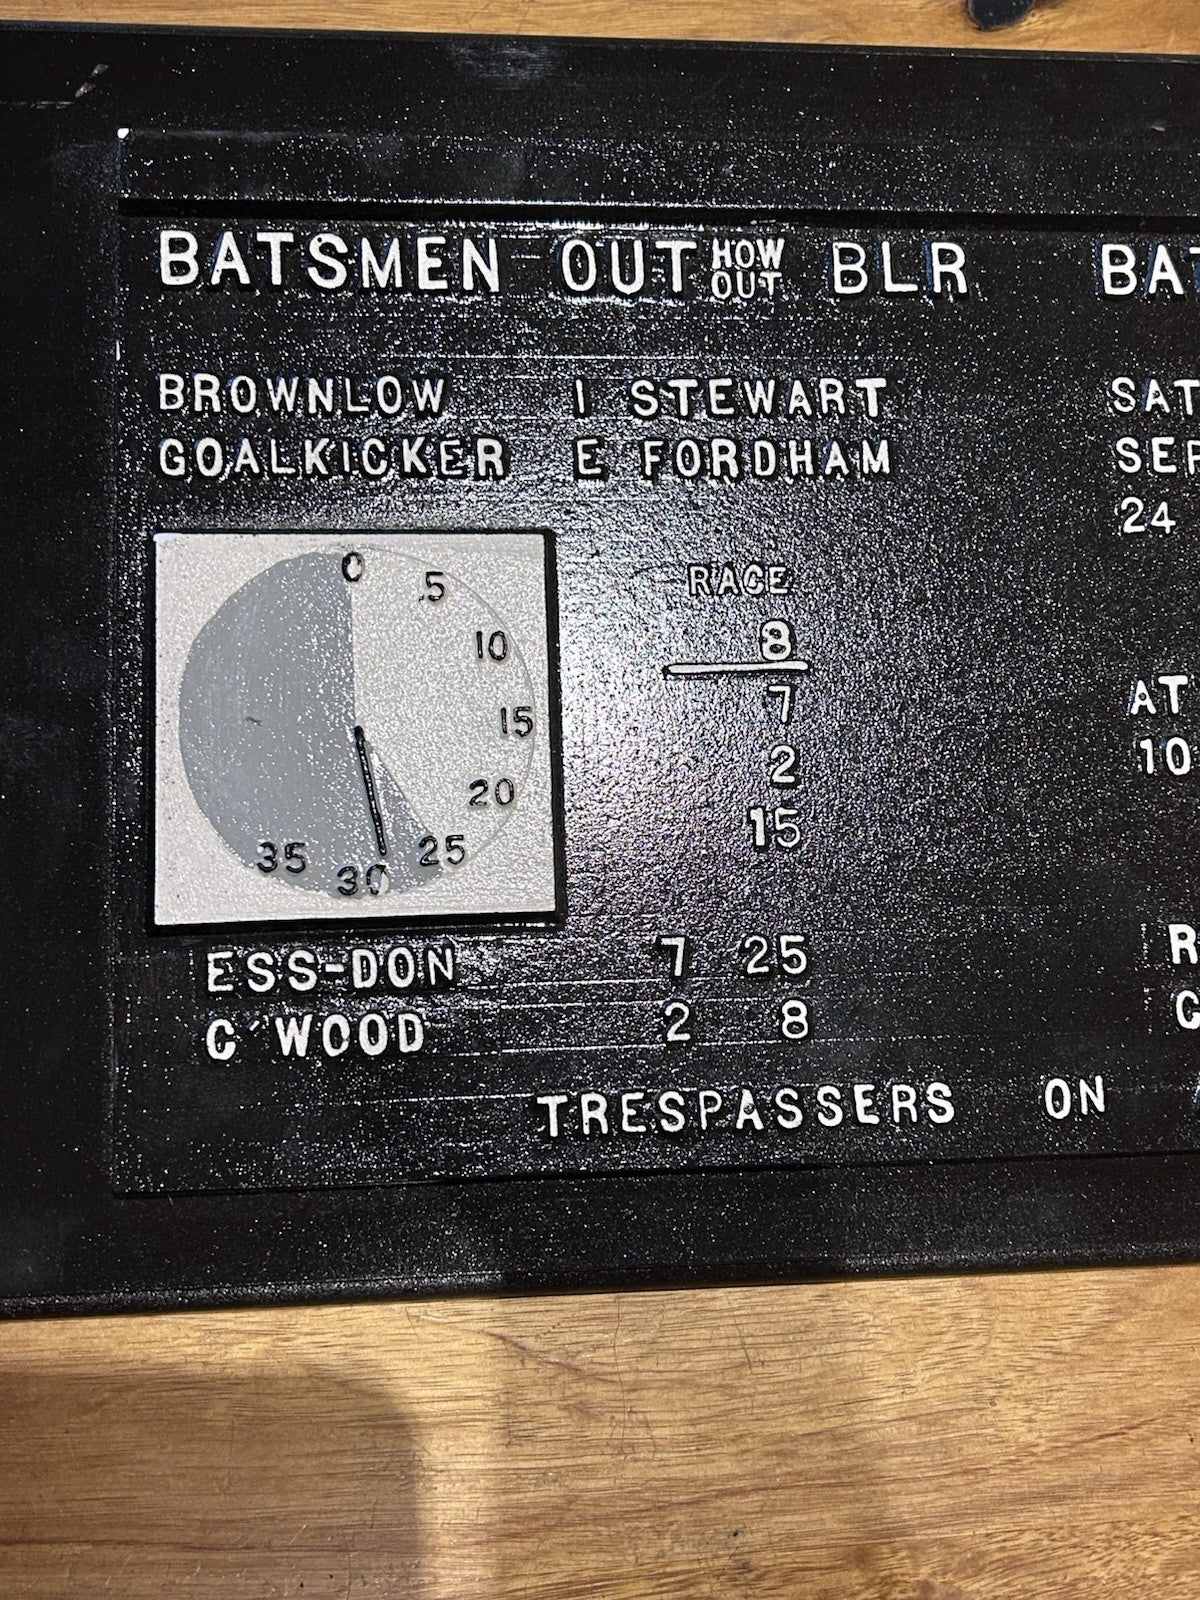 BATSMEN OUT HOW OUT BLR BAT
BROWNLOW I STEWART
GOALKICKER E FORDHAM
SAT
SEP
24
0
5
10
15
20
25
30
35
RACE
8
7
2
15
AT
10
ESS-DON 7 25
C'WOOD 2 8
R
C
TRESPASSERS ON